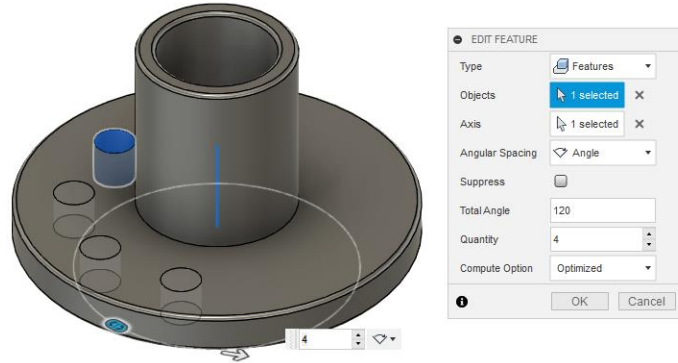 EDIT FEATURE
Type Features
Objects 1 selected
Axis 1 selected
Angular Spacing Angle
Suppress
Total Angle 120
Quantity 4
Compute Option Optimized
OK Cancel
4